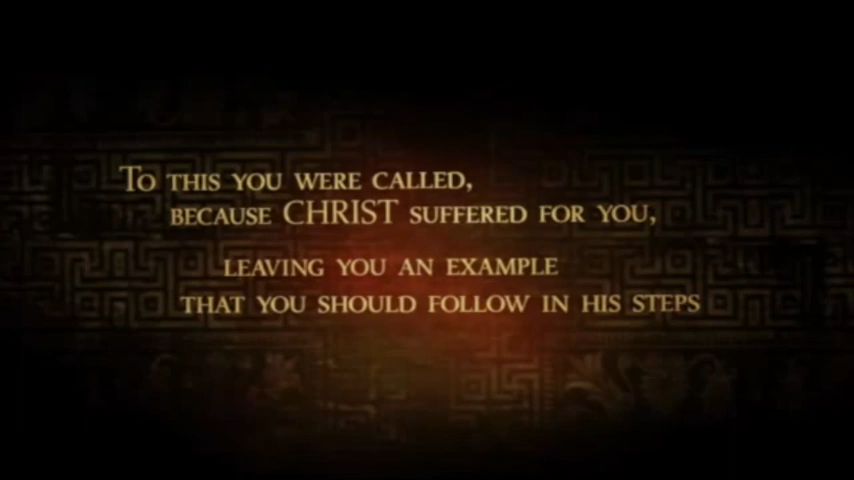 To this you were called,
because CHRIST suffered for you,
leaving you an example
that you should follow in his steps